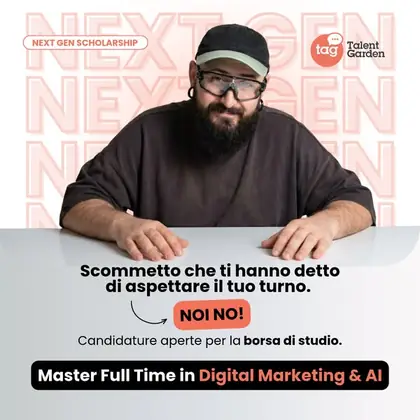 NEXT GEN SCHOLARSHIP
tag
Talent
Garden
NEXT GEN
NEXT GEN
NEXT GEN
NEXT GEN
Scommetto che ti hanno detto
di aspettare il tuo turno.
NOI NO!
Candidature aperte per la borsa di studio.
Master Full Time in Digital Marketing & AI